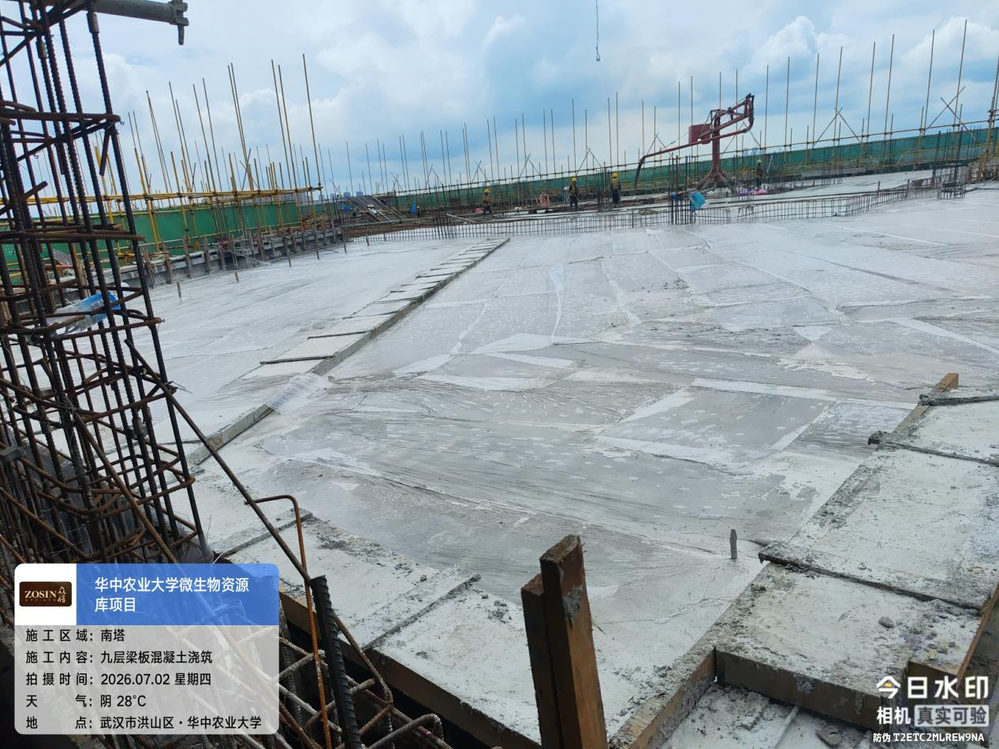 ZOSIN 众信
华中农业大学微生物资源
库项目
施工区域：南塔
施工内容：九层梁板混凝土浇筑
拍摄时间：2026.07.02 星期四
天气：阴 28°C
地点：武汉市洪山区·华中农业大学
今日水印
相机 真实可验
防伪 T2ETC2MLREW9NA